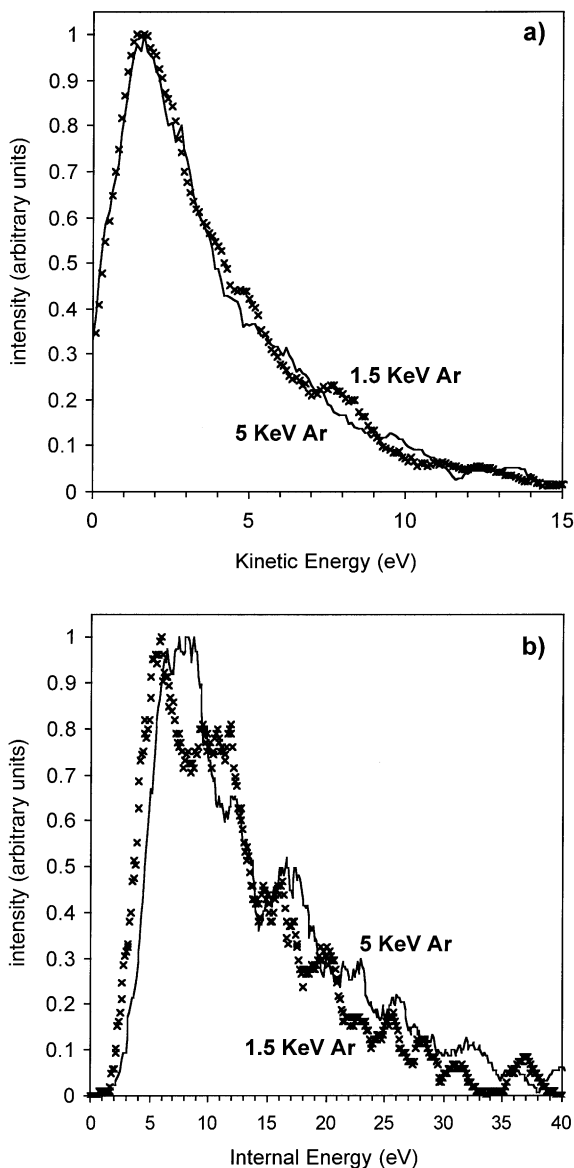 a)
1
0.9
0.8
0.7
0.6
0.5
0.4
0.3
0.2
0.1
0
intensity (arbitrary units)
1.5 KeV Ar
5 KeV Ar
0 5 10 15
Kinetic Energy (eV)
b)
1
0.9
0.8
0.7
0.6
0.5
0.4
0.3
0.2
0.1
0
intensity (arbitrary units)
5 KeV Ar
1.5 KeV Ar
0 5 10 15 20 25 30 35 40
Internal Energy (eV)